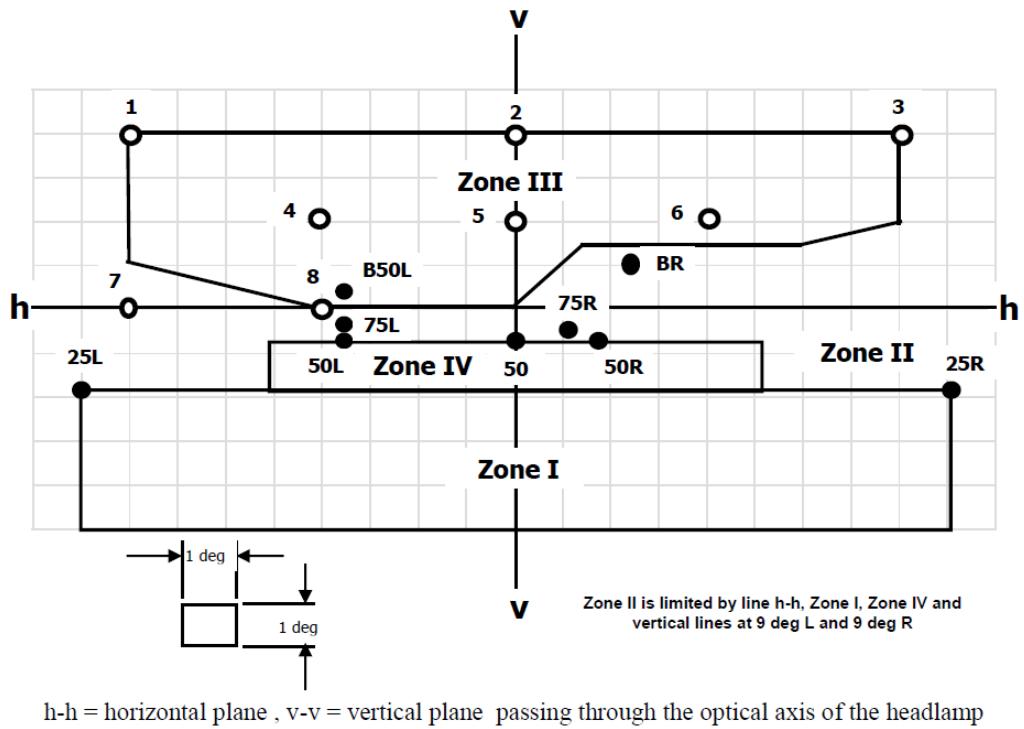 v
1
2
3
Zone III
4
5
6
B50L
BR
7
8
h
h
75R
75L
25L
50L
Zone IV
50
50R
Zone II
25R
Zone I
1 deg
1 deg
v
Zone II is limited by line h-h, Zone I, Zone IV and
vertical lines at 9 deg L and 9 deg R
h-h = horizontal plane , v-v = vertical plane passing through the optical axis of the headlamp